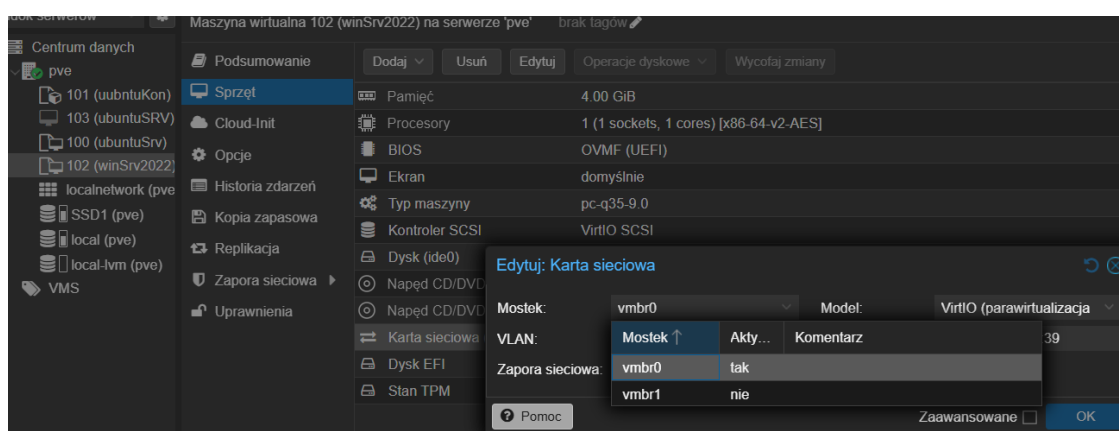 Maszyna wirtualna 102 (winSrv2022) na serwerze 'pve' brak tagów
Centrum danych
pve
101 (uubntuKon)
103 (ubuntuSRV)
100 (ubuntuSrv)
102 (winSrv2022)
localnetwork (pve
SSD1 (pve)
local (pve)
local-lvm (pve)
VMS
Podsumowanie
Sprzęt
Cloud-Init
Opcje
Historia zdarzeń
Kopia zapasowa
Replikacja
Zapora sieciowa
Uprawnienia
Dodaj Usuń Edytuj Operacje dyskowe Wycofaj zmiany
Pamięć 4.00 GiB
Procesory 1 (1 sockets, 1 cores) [x86-64-v2-AES]
BIOS OVMF (UEFI)
Ekran domyślnie
Typ maszyny pc-q35-9.0
Kontroler SCSI VirtIO SCSI
Dysk (ide0)
Napęd CD/DVD
Napęd CD/DVD
Karta sieciowa
Dysk EFI
Stan TPM
Edytuj: Karta sieciowa
Mostek: vmbr0 Model: VirtIO (parawirtualizacja
VLAN: 39
Zapora sieciowa:
Mostek Akty... Komentarz
vmbr0 tak
vmbr1 nie
Pomoc Zaawansowane OK